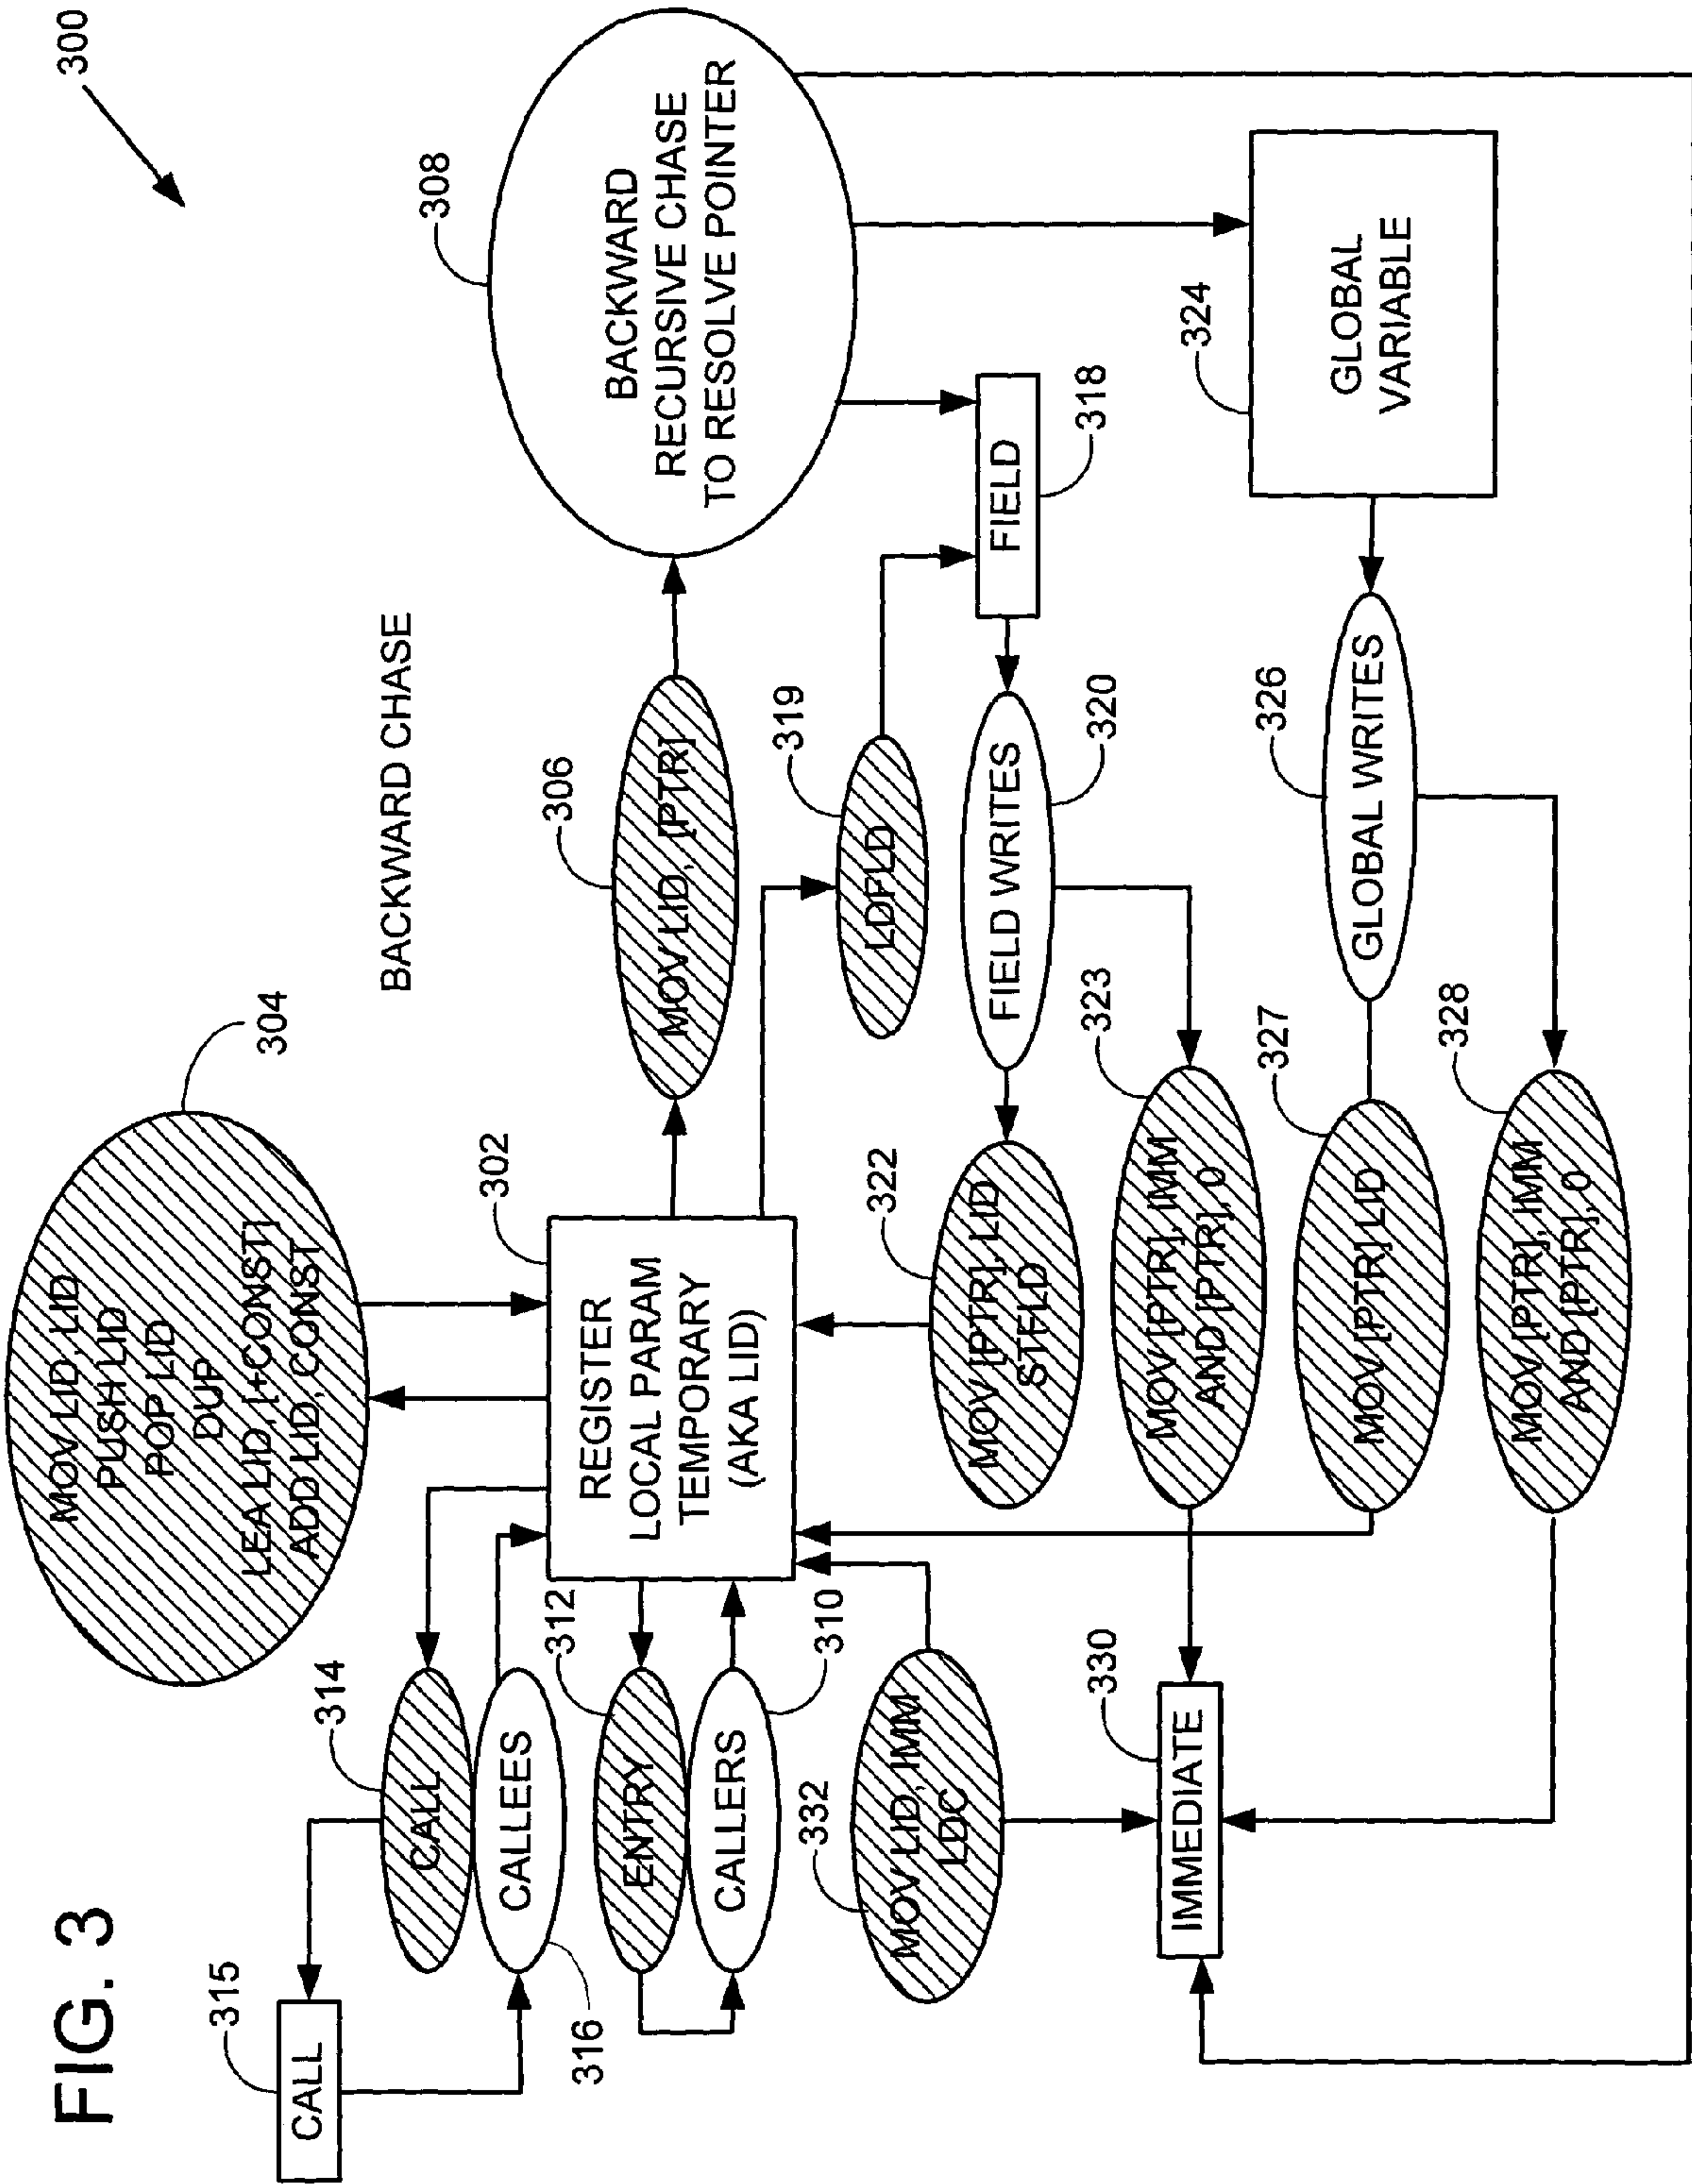 FIG. 3
300
BACKWARD CHASE
304
MOV LID, LID
PUSH LID
POP LID
DUP
LEA LID, [+CONST]
ADD LID, CONST
315
CALL
314
CALL
CALLEES
316
312
ENTRY
CALLERS
310
302
REGISTER
LOCAL PARAM
TEMPORARY
(AKA LID)
306
MOV LID, [PTR]
308
BACKWARD
RECURSIVE CHASE
TO RESOLVE POINTER
319
LDFLD
FIELD
318
FIELD WRITES
320
322
MOV [PTR], LID
STFLD
323
MOV [PTR], IMM
AND [PTR], 0
332
MOV LID, IMM
LDC
330
IMMEDIATE
324
GLOBAL
VARIABLE
326
GLOBAL WRITES
327
MOV [PTR] LID
328
MOV [PTR], IMM
AND [PTR], 0